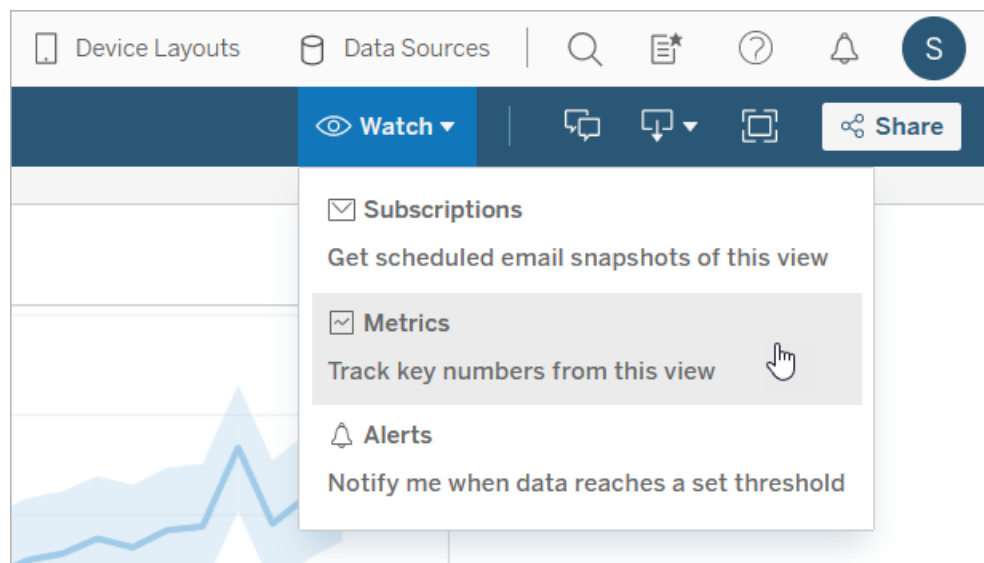 Device Layouts Data Sources S
Watch Share
Subscriptions
Get scheduled email snapshots of this view
Metrics
Track key numbers from this view
Alerts
Notify me when data reaches a set threshold